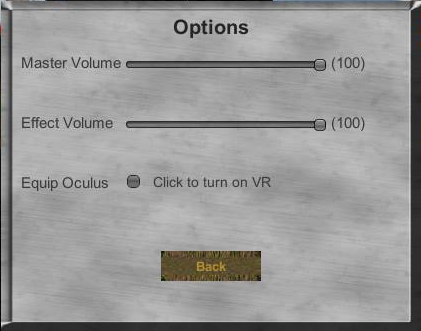 Options
Master Volume (100)
Effect Volume (100)
Equip Oculus Click to turn on VR
Back